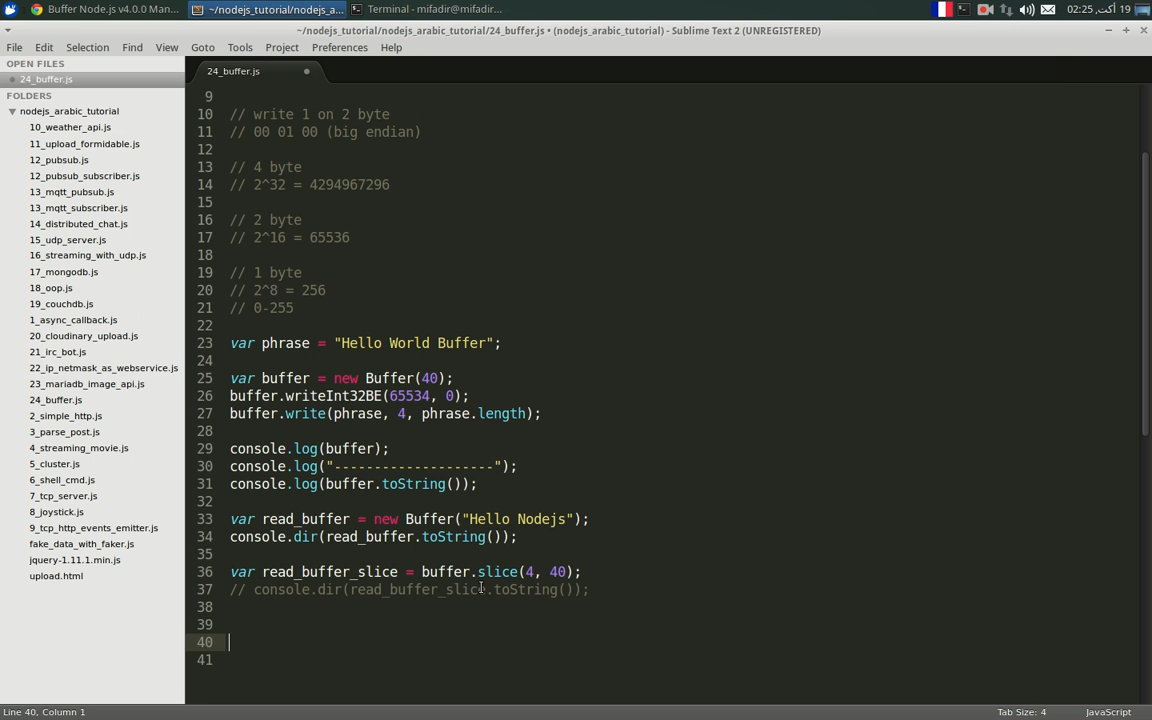 Buffer Node.js v4.0.0 Man...
~/nodejs_tutorial/nodejs_a...
Terminal - mifadir@mifadir...
02:25 ,أكت 19
~/nodejs_tutorial/nodejs_arabic_tutorial/24_buffer.js • (nodejs_arabic_tutorial) - Sublime Text 2 (UNREGISTERED)
File Edit Selection Find View Goto Tools Project Preferences Help
OPEN FILES
24_buffer.js
FOLDERS
nodejs_arabic_tutorial
10_weather_api.js
11_upload_formidable.js
12_pubsub.js
12_pubsub_subscriber.js
13_mqtt_pubsub.js
13_mqtt_subscriber.js
14_distributed_chat.js
15_udp_server.js
16_streaming_with_udp.js
17_mongodb.js
18_oop.js
19_couchdb.js
1_async_callback.js
20_cloudinary_upload.js
21_irc_bot.js
22_ip_netmask_as_webservice.js
23_mariadb_image_api.js
24_buffer.js
2_simple_http.js
3_parse_post.js
4_streaming_movie.js
5_cluster.js
6_shell_cmd.js
7_tcp_server.js
8_joystick.js
9_tcp_http_events_emitter.js
fake_data_with_faker.js
jquery-1.11.1.min.js
upload.html
24_buffer.js
9
10 // write 1 on 2 byte
11 // 00 01 00 (big endian)
12
13 // 4 byte
14 // 2^32 = 4294967296
15
16 // 2 byte
17 // 2^16 = 65536
18
19 // 1 byte
20 // 2^8 = 256
21 // 0-255
22
23 var phrase = "Hello World Buffer";
24
25 var buffer = new Buffer(40);
26 buffer.writeInt32BE(65534, 0);
27 buffer.write(phrase, 4, phrase.length);
28
29 console.log(buffer);
30 console.log("--------------------");
31 console.log(buffer.toString());
32
33 var read_buffer = new Buffer("Hello Nodejs");
34 console.dir(read_buffer.toString());
35
36 var read_buffer_slice = buffer.slice(4, 40);
37 // console.dir(read_buffer_slice.toString());
38
39
40
41
Line 40, Column 1
Tab Size: 4
JavaScript